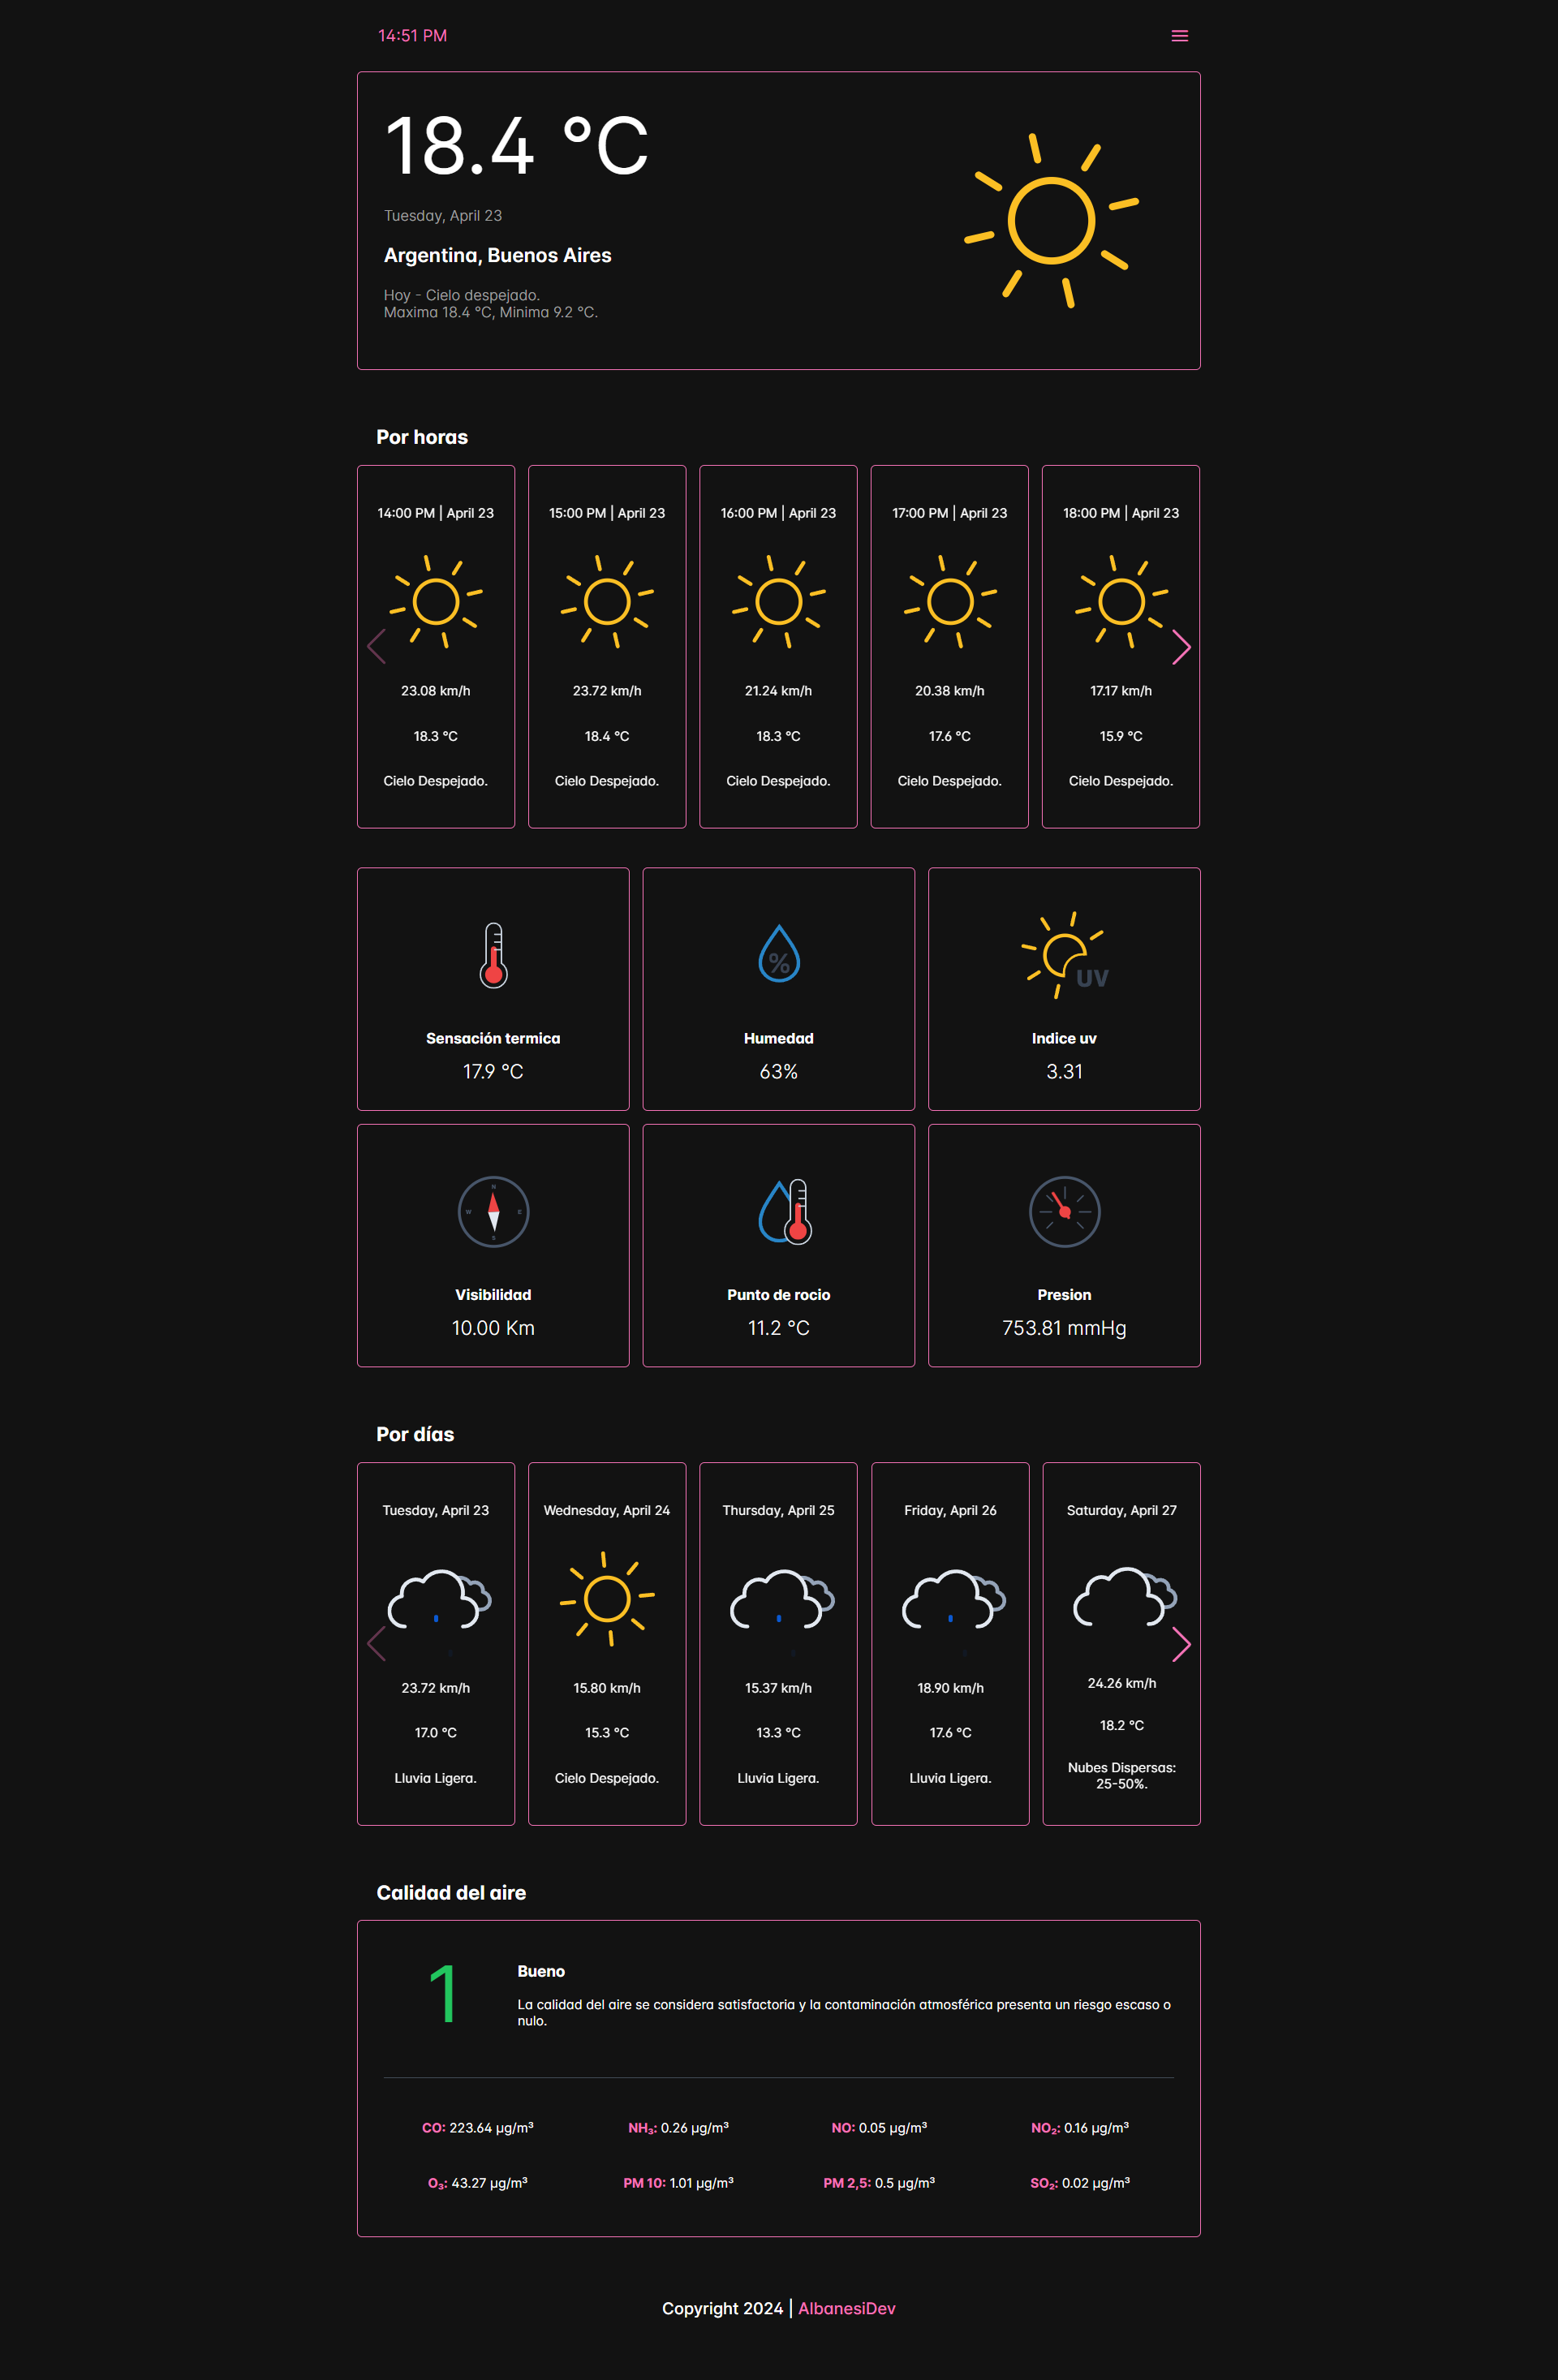 14:51 PM
18.4 °C
Tuesday, April 23
Argentina, Buenos Aires
Hoy - Cielo despejado.
Maxima 18.4 °C, Minima 9.2 °C.
Por horas
14:00 PM | April 23
23.08 km/h
18.3 °C
Cielo Despejado.
15:00 PM | April 23
23.72 km/h
18.4 °C
Cielo Despejado.
16:00 PM | April 23
21.24 km/h
18.3 °C
Cielo Despejado.
17:00 PM | April 23
20.38 km/h
17.6 °C
Cielo Despejado.
18:00 PM | April 23
17.17 km/h
15.9 °C
Cielo Despejado.
Sensación termica
17.9 °C
%
Humedad
63%
UV
Indice uv
3.31
N
W E
S
Visibilidad
10.00 Km
Punto de rocio
11.2 °C
Presion
753.81 mmHg
Por días
Tuesday, April 23
23.72 km/h
17.0 °C
Lluvia Ligera.
Wednesday, April 24
15.80 km/h
15.3 °C
Cielo Despejado.
Thursday, April 25
15.37 km/h
13.3 °C
Lluvia Ligera.
Friday, April 26
18.90 km/h
17.6 °C
Lluvia Ligera.
Saturday, April 27
24.26 km/h
18.2 °C
Nubes Dispersas:
25-50%.
Calidad del aire
1
Bueno
La calidad del aire se considera satisfactoria y la contaminación atmosférica presenta un riesgo escaso o
nulo.
CO: 223.64 µg/m³
NH₃: 0.26 µg/m³
NO: 0.05 µg/m³
NO₂: 0.16 µg/m³
O₃: 43.27 µg/m³
PM 10: 1.01 µg/m³
PM 2,5: 0.5 µg/m³
SO₂: 0.02 µg/m³
Copyright 2024 | AlbanesiDev